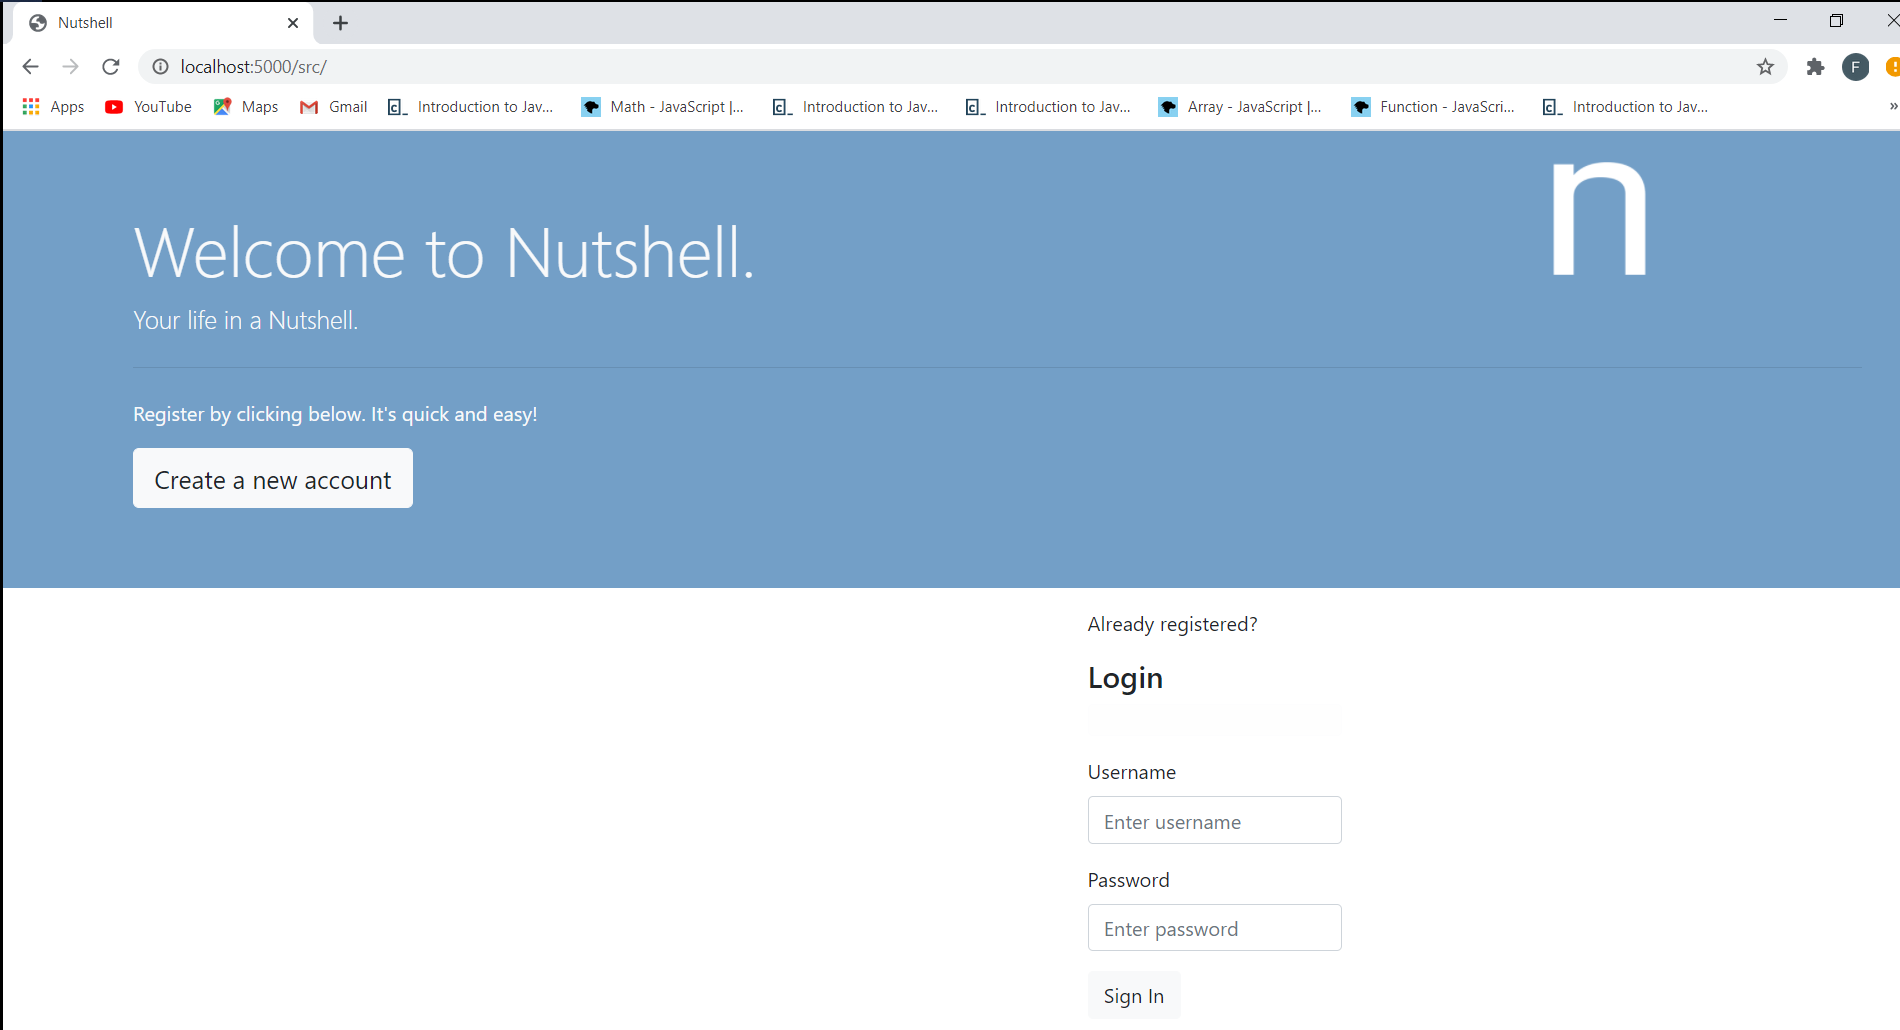 Nutshell
localhost:5000/src/
Apps YouTube Maps Gmail Introduction to Jav... Math - JavaScript |... Introduction to Jav... Introduction to Jav... Array - JavaScript |... Function - JavaScri... Introduction to Jav... »
F
n
Welcome to Nutshell.
Your life in a Nutshell.
Register by clicking below. It's quick and easy!
Create a new account
Already registered?
Login
Username
Enter username
Password
Enter password
Sign In